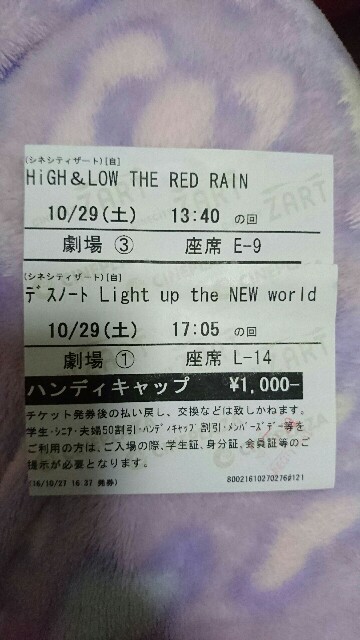 (シネシティザート)[自]
HiGH&LOW THE RED RAIN
10/29(土) 13:40 の回
劇場 ③ 座席 E-9
(シネシティザート)[自]
デスノート Light up the NEW world
10/29(土) 17:05 の回
劇場 ① 座席 L-14
ハンディキャップ ¥1,000-
チケット発券後の払い戻し、交換などは致しかねます。
学生・シニア・夫婦50割引・ハンディキャップ割引・メンバーズデー等を
ご利用の方は、ご入場の際、学生証、身分証、会員証等のご
提示が必要となります。
(16/10/27 16:37 発券) 80021610270276#121